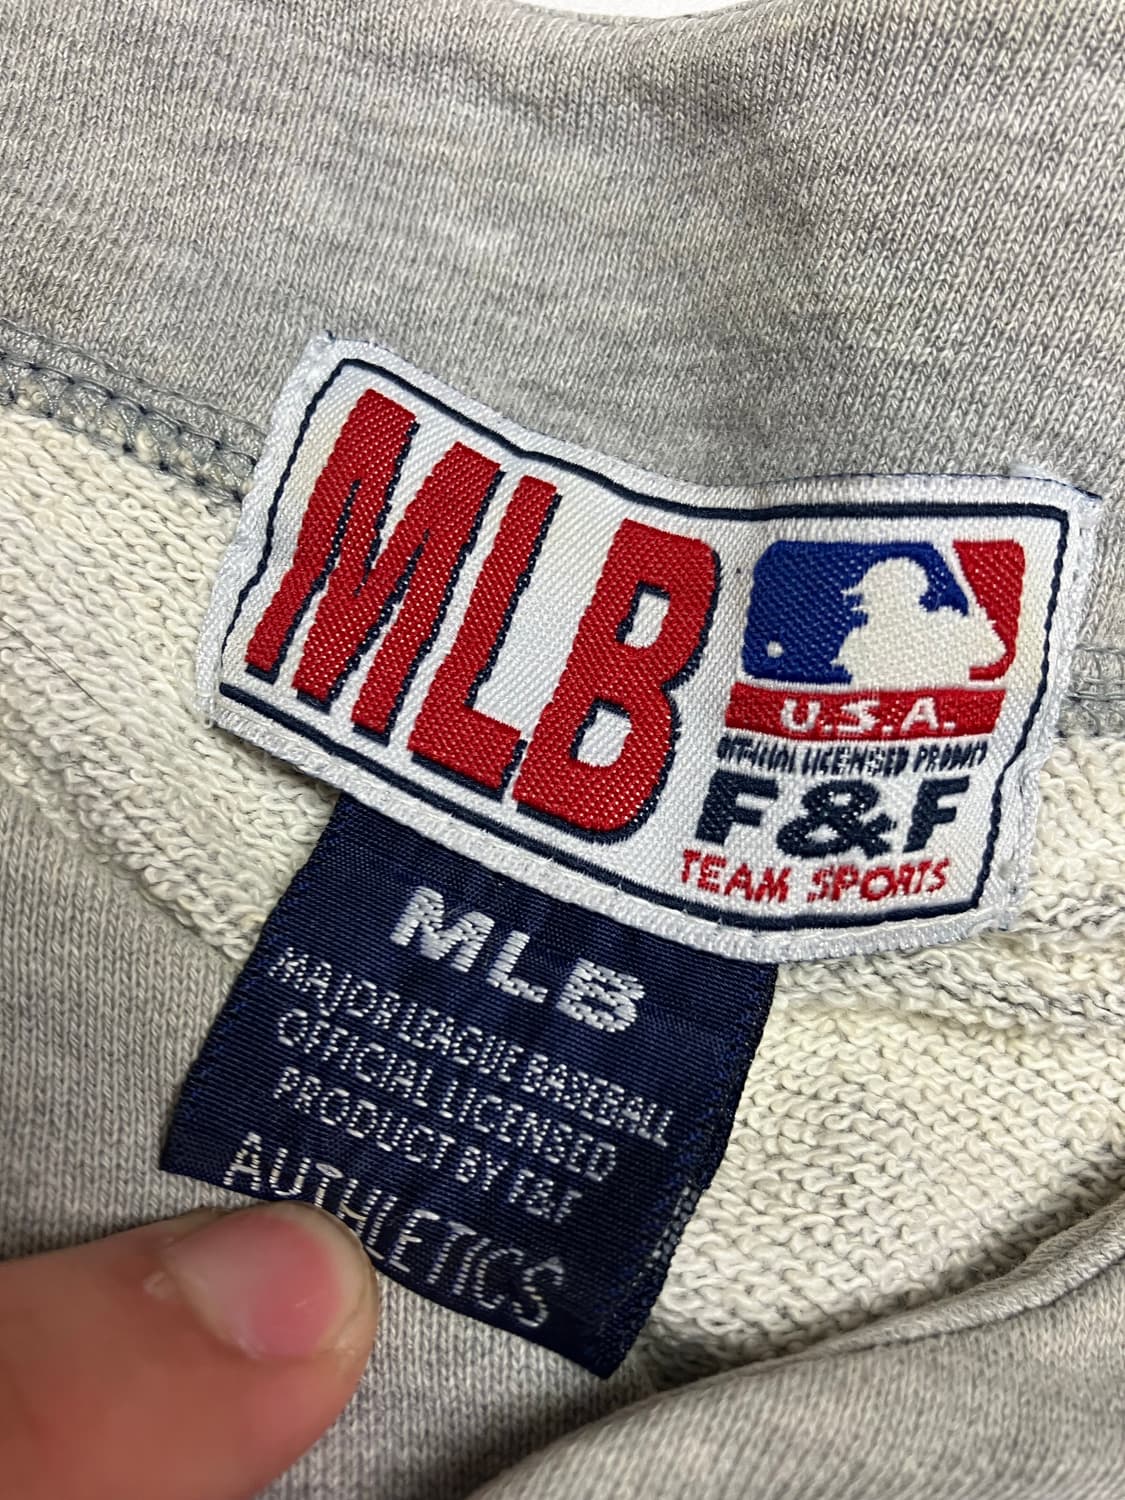 MLB
U.S.A.
OFFICIAL LICENSED PRODUCT
F&F
TEAM SPORTS
MLB
MAJOR LEAGUE BASEBALL
OFFICIAL LICENSED
PRODUCT BY F&F
AUTHLETICS